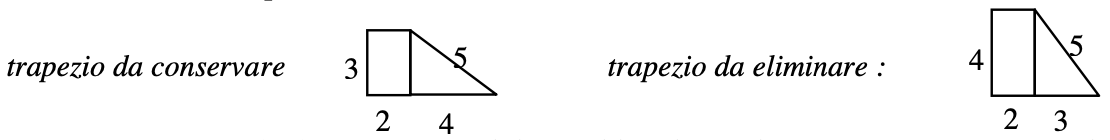 trapezio da conservare 3 5 2 4
trapezio da eliminare : 4 5 2 3